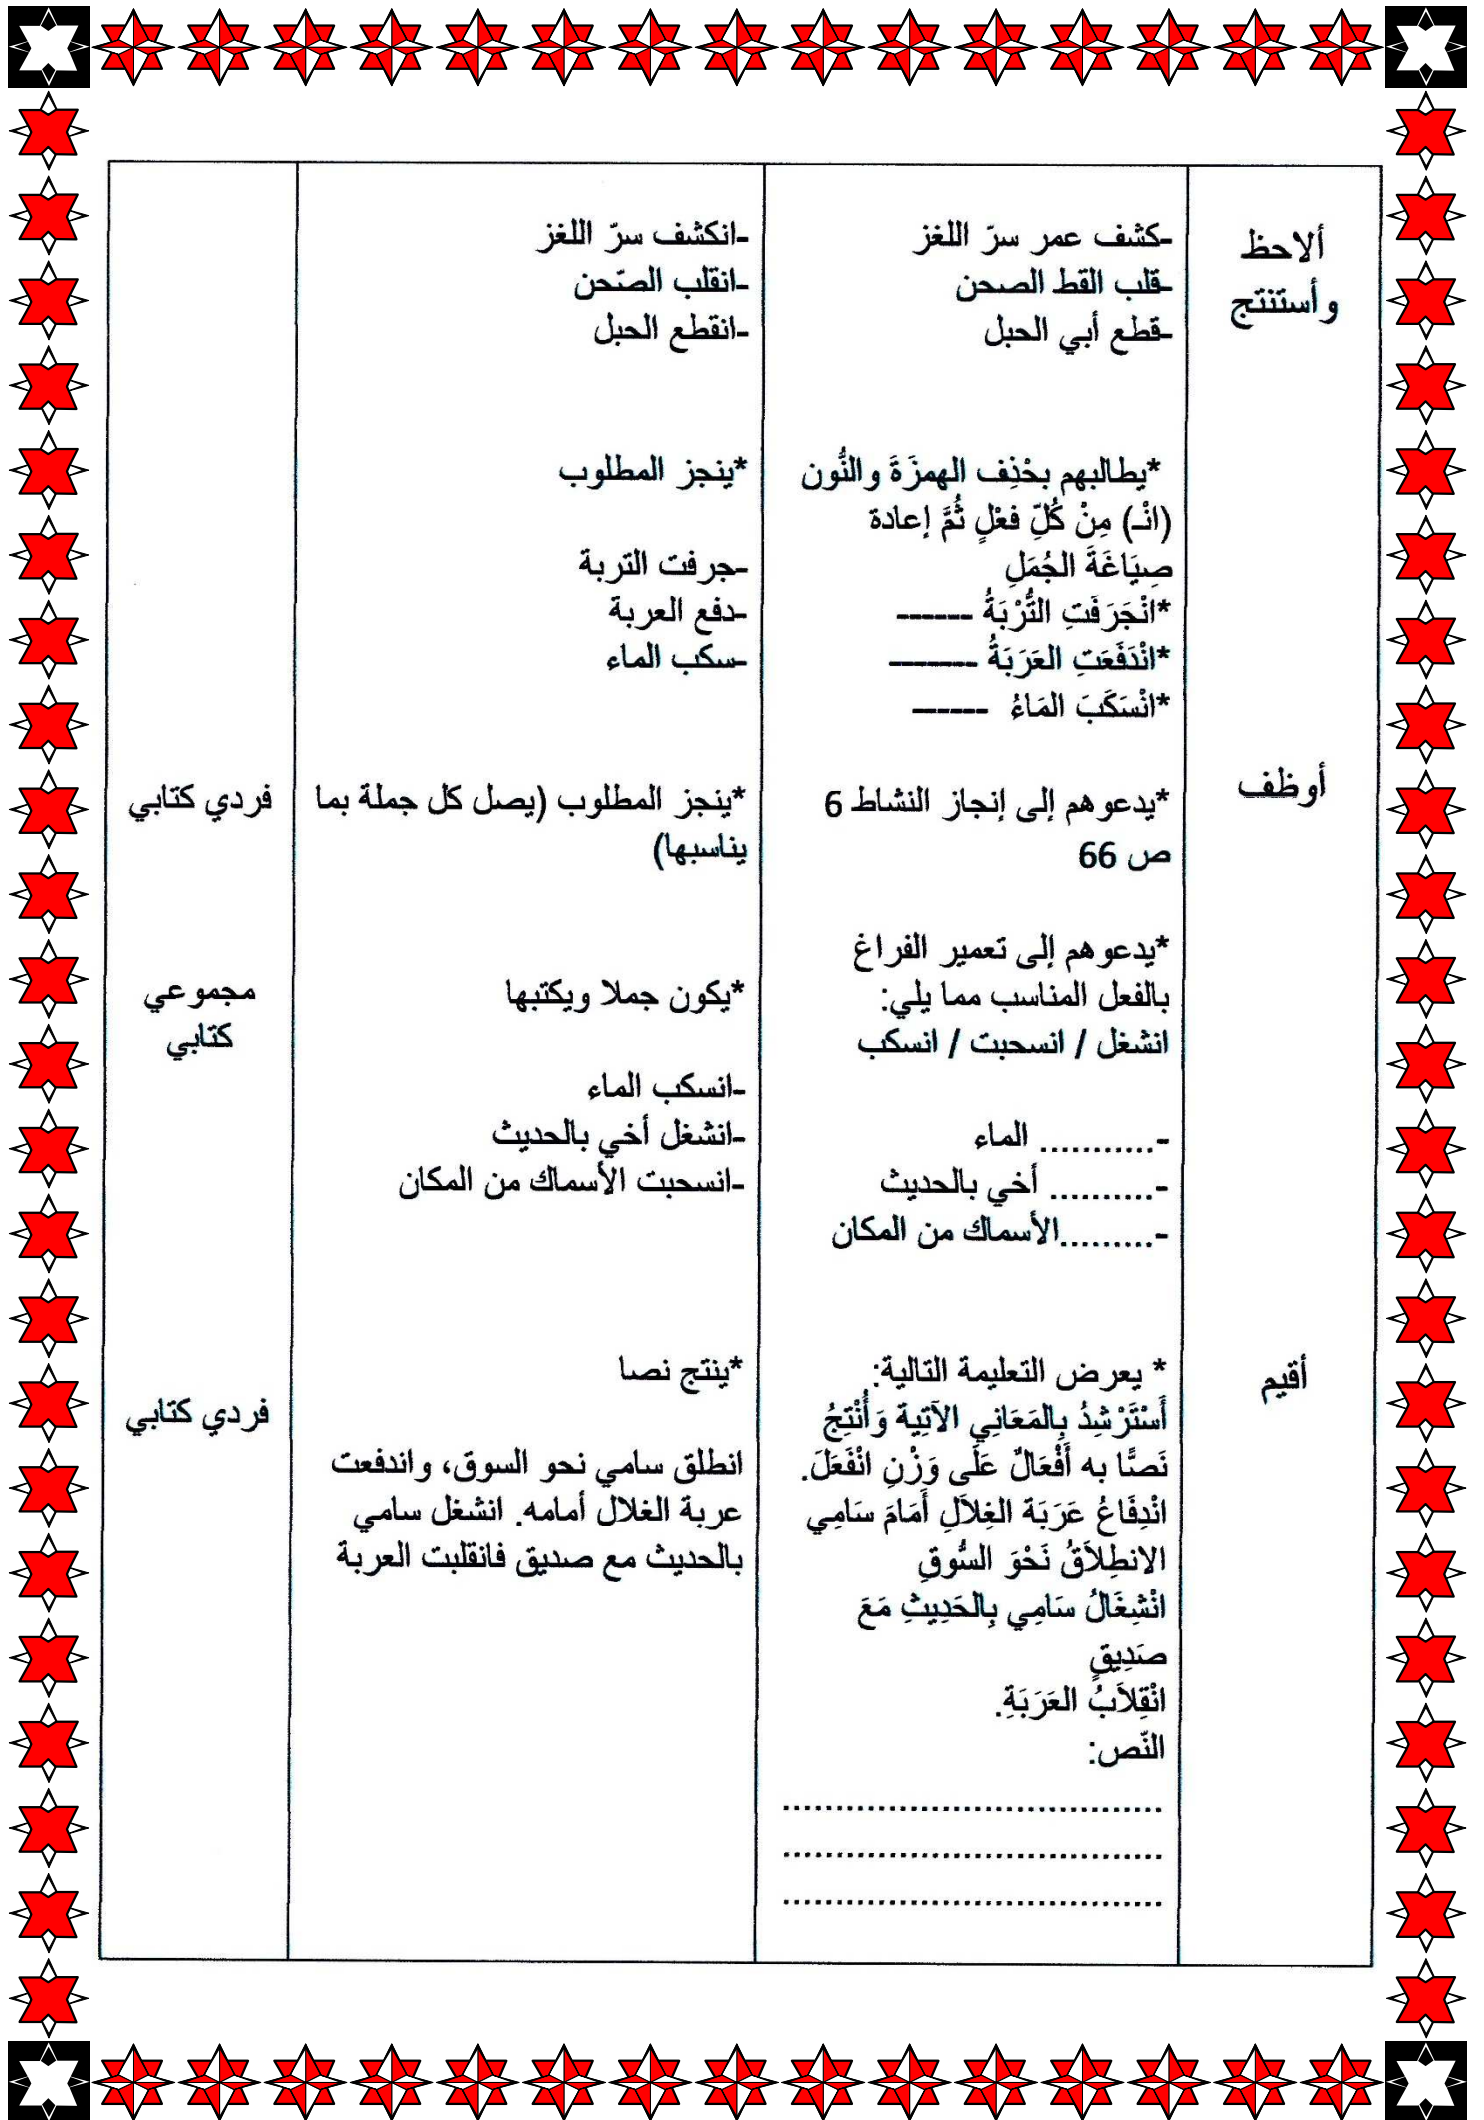 ألاحظ
وأستنتج
-كشف عمر سرّ اللغز
-قلب القط الصحن
-قطع أبي الحبل
-انكشف سرّ اللغز
-انقلب الصّحن
-انقطع الحبل
*يطالبهم بحْذِف الهمزَةَ والنُّون
(انْـ) مِنْ كُلِّ فعْلٍ ثُمَّ إعادة
صِيَاغَةَ الجُمَلِ
*انْجَرَفَتِ التُّرْبَةُ ------
*انْدَفَعَتِ العَرَبَةُ -------
*انْسَكَبَ المَاءُ ------
*ينجز المطلوب
-جرفت التربة
-دفع العربة
-سكب الماء
أوظف
*يدعوهم إلى إنجاز النشاط 6
ص 66
*ينجز المطلوب (يصل كل جملة بما
يناسبها)
فردي كتابي
*يدعوهم إلى تعمير الفراغ
بالفعل المناسب مما يلي:
انشغل / انسحبت / انسكب
-........... الماء
-.......... أخي بالحديث
-.........الأسماك من المكان
*يكون جملا ويكتبها
-انسكب الماء
-انشغل أخي بالحديث
-انسحبت الأسماك من المكان
مجموعي
كتابي
أقيم
* يعرض التعليمة التالية:
أَسْتَرْشِدُ بِالمَعَانِي الآتِيِة وَأُنْتِجُ
نَصًّا به أَفْعَالٌ عَلَى وَزْنِ انْفَعَلَ.
انْدِفَاعُ عَرَبَة الغِلاَلِ أَمَامَ سَامِي
الانطِلاَقُ نَحْوَ السُّوقِ
انْشِغَالُ سَامِي بِالحَدِيثِ مَعَ
صَدِيقٍ
انْقِلاَبُ العَرَبَةِ.
النّص:
....................................
....................................
....................................
*ينتج نصا
انطلق سامي نحو السوق، واندفعت
عربة الغلال أمامه. انشغل سامي
بالحديث مع صديق فانقلبت العربة
فردي كتابي